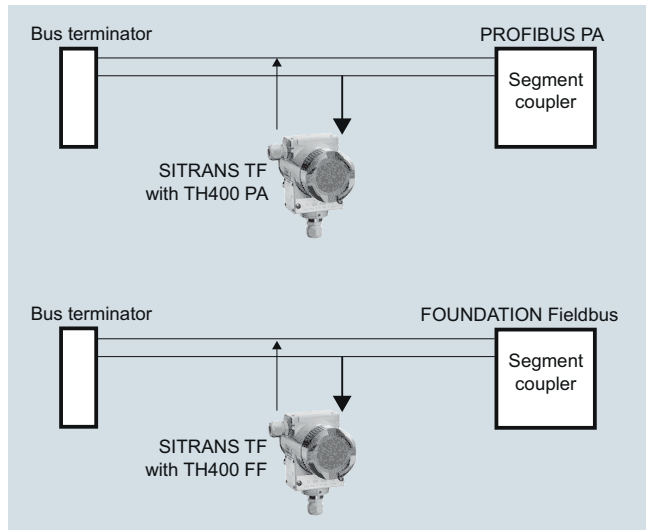 Bus terminator
PROFIBUS PA
Segment
coupler
SITRANS TF
with TH400 PA
Bus terminator
FOUNDATION Fieldbus
Segment
coupler
SITRANS TF
with TH400 FF